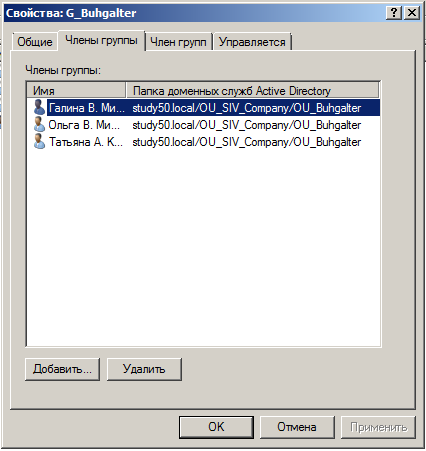 Свойства: G_Buhgalter
Общие Члены группы Член групп Управляется
Члены группы:
Имя Папка доменных служб Active Directory
Галина В. Ми... study50.local/OU_SIV_Company/OU_Buhgalter
Ольга В. Ми... study50.local/OU_SIV_Company/OU_Buhgalter
Татьяна А. К... study50.local/OU_SIV_Company/OU_Buhgalter
Добавить... Удалить
OK Отмена Применить